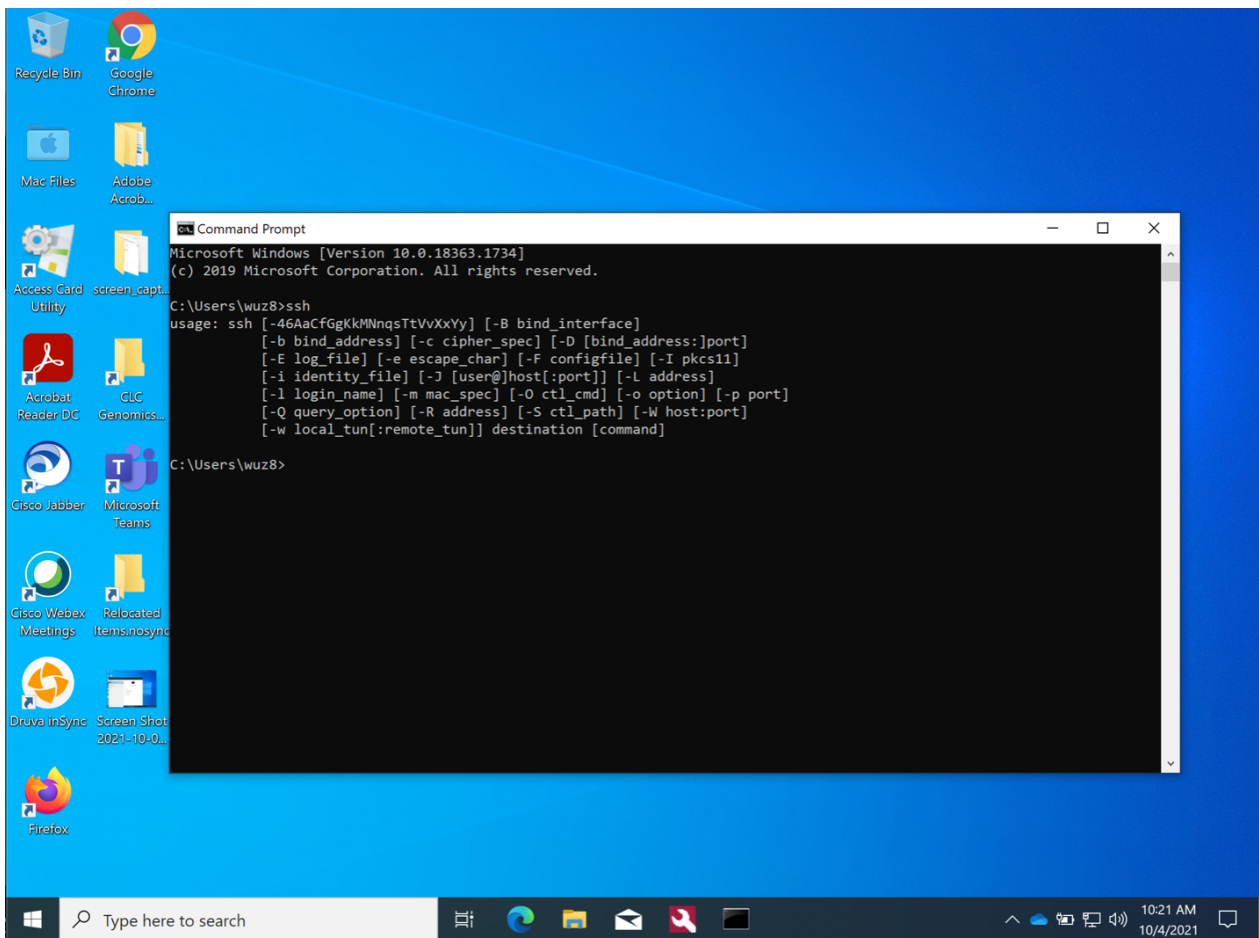 Recycle Bin
Google
Chrome
Mac Files
Adobe
Acrob...
Access Card
Utility
screen_capt...
Acrobat
Reader DC
CLC
Genomics...
Cisco Jabber
Microsoft
Teams
Cisco Webex
Meetings
Relocated
Items.nosync
Druva inSync
Screen Shot
2021-10-0...
Firefox
Command Prompt
Microsoft Windows [Version 10.0.18363.1734]
(c) 2019 Microsoft Corporation. All rights reserved.
C:\Users\wuz8>ssh
usage: ssh [-46AaCfGgKkMNnqsTtVvXxYy] [-B bind_interface]
[-b bind_address] [-c cipher_spec] [-D [bind_address:]port]
[-E log_file] [-e escape_char] [-F configfile] [-I pkcs11]
[-i identity_file] [-J [user@]host[:port]] [-L address]
[-l login_name] [-m mac_spec] [-O ctl_cmd] [-o option] [-p port]
[-Q query_option] [-R address] [-S ctl_path] [-W host:port]
[-w local_tun[:remote_tun]] destination [command]
C:\Users\wuz8>
Type here to search
10:21 AM
10/4/2021